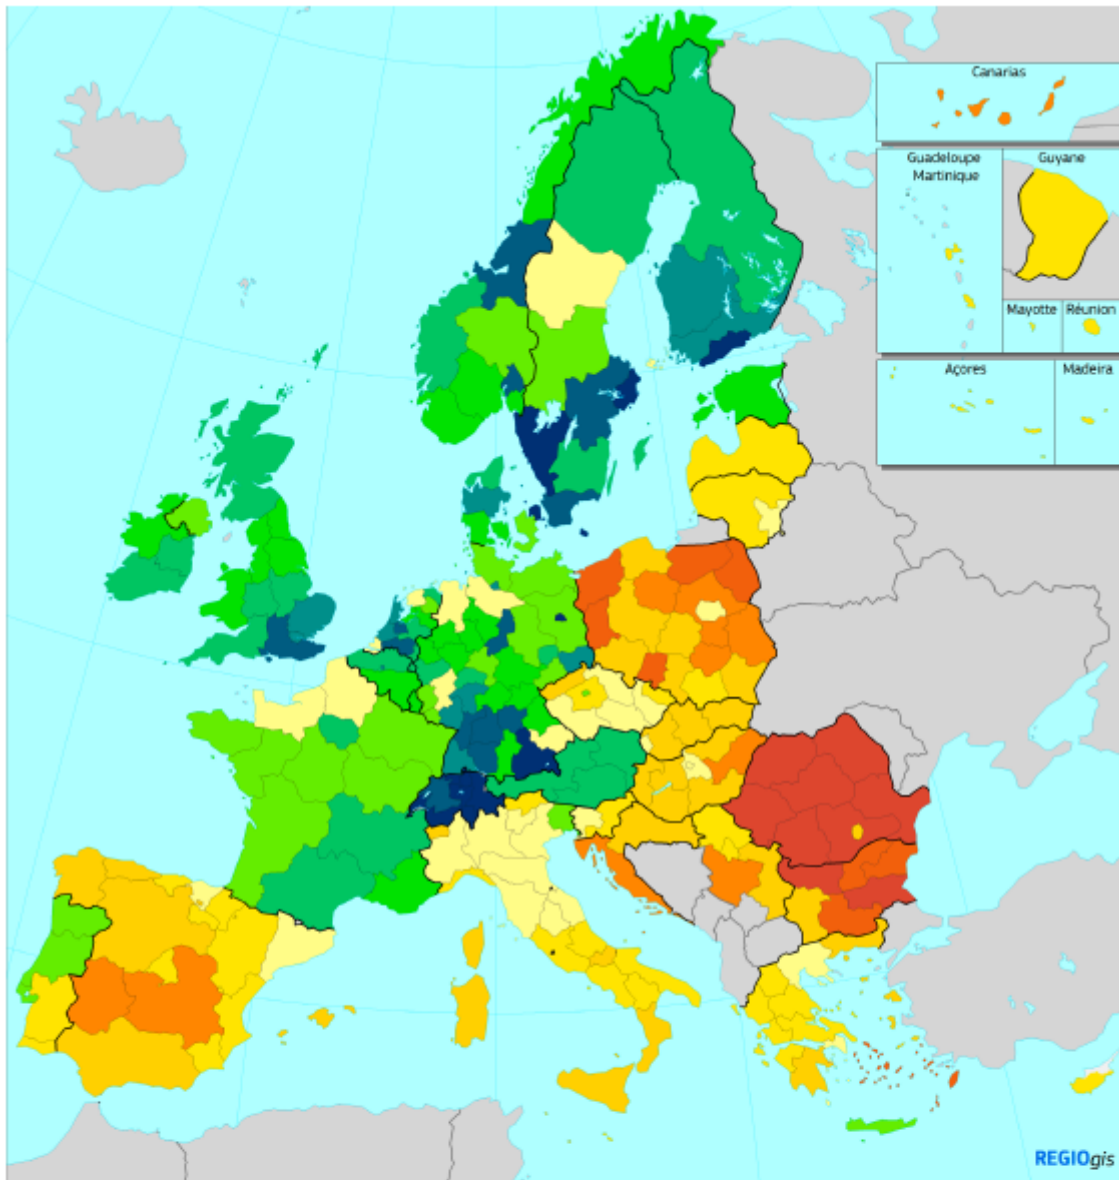 Canarias
Guadeloupe
Martinique
Guyane
Mayotte
Réunion
Açores
Madeira
REGIOgis